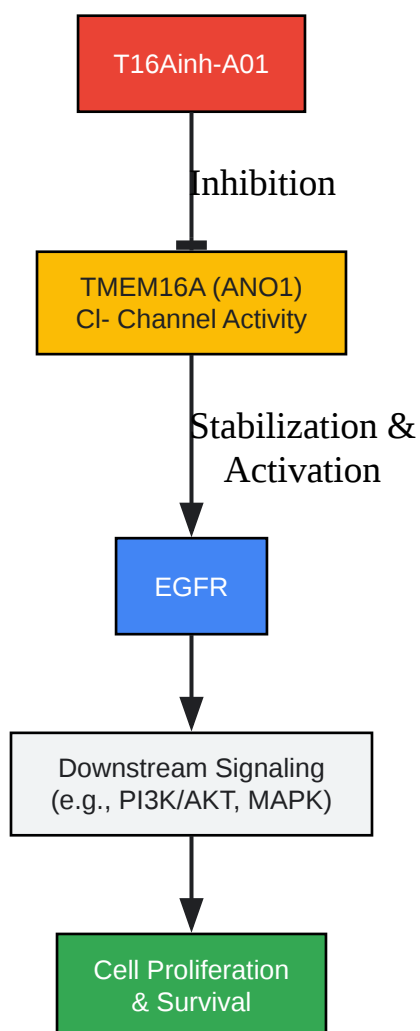 T16Ainh-A01
Inhibition
TMEM16A (ANO1)
Cl- Channel Activity
Stabilization &
Activation
EGFR
Downstream Signaling
(e.g., PI3K/AKT, MAPK)
Cell Proliferation
& Survival